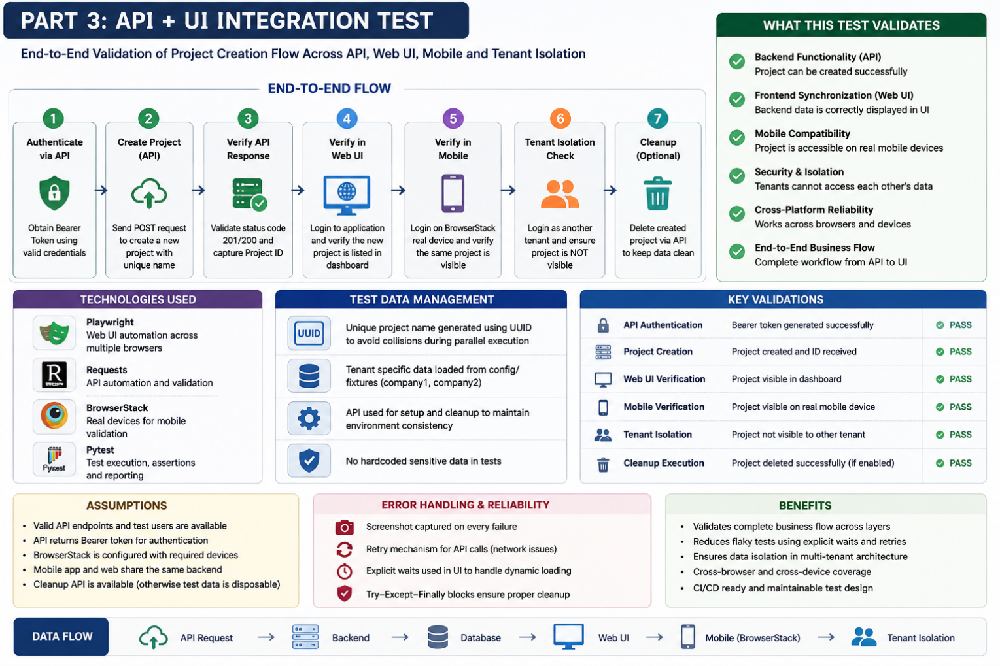 PART 3: API + UI INTEGRATION TEST
End-to-End Validation of Project Creation Flow Across API, Web UI, Mobile and Tenant Isolation
END-TO-END FLOW
1
Authenticate
via API
Obtain Bearer
Token using
valid credentials
2
Create Project
(API)
Send POST request
to create a new
project with
unique name
3
Verify API
Response
Validate status code
201/200 and
capture Project ID
4
Verify in
Web UI
Login to application
and verify the new
project is listed in
dashboard
5
Verify in
Mobile
Login on BrowserStack
real device and verify
the same project is
visible
6
Tenant Isolation
Check
Login as another
tenant and ensure
project is NOT
visible
7
Cleanup
(Optional)
Delete created
project via API
to keep data clean
WHAT THIS TEST VALIDATES
Backend Functionality (API)
Project can be created successfully
Frontend Synchronization (Web UI)
Backend data is correctly displayed in UI
Mobile Compatibility
Project is accessible on real mobile devices
Security & Isolation
Tenants cannot access each other's data
Cross-Platform Reliability
Works across browsers and devices
End-to-End Business Flow
Complete workflow from API to UI
TECHNOLOGIES USED
Playwright
Web UI automation across
multiple browsers
R
Requests
API automation and validation
BrowserStack
Real devices for mobile
validation
Pytest
Test execution, assertions
and reporting
TEST DATA MANAGEMENT
UUID
Unique project name generated using UUID
to avoid collisions during parallel execution
Tenant specific data loaded from config/
fixtures (company1, company2)
API used for setup and cleanup to maintain
environment consistency
No hardcoded sensitive data in tests
KEY VALIDATIONS
API Authentication Bearer token generated successfully PASS
Project Creation Project created and ID received PASS
Web UI Verification Project visible in dashboard PASS
Mobile Verification Project visible on real mobile device PASS
Tenant Isolation Project not visible to other tenant PASS
Cleanup Execution Project deleted successfully (if enabled) PASS
ASSUMPTIONS
• Valid API endpoints and test users are available
• API returns Bearer token for authentication
• BrowserStack is configured with required devices
• Mobile app and web share the same backend
• Cleanup API is available (otherwise test data is disposable)
ERROR HANDLING & RELIABILITY
Screenshot captured on every failure
Retry mechanism for API calls (network issues)
Explicit waits used in UI to handle dynamic loading
Try–Except–Finally blocks ensure proper cleanup
BENEFITS
• Validates complete business flow across layers
• Reduces flaky tests using explicit waits and retries
• Ensures data isolation in multi-tenant architecture
• Cross-browser and cross-device coverage
• CI/CD ready and maintainable test design
DATA FLOW
API Request
Backend
Database
Web UI
Mobile (BrowserStack)
Tenant Isolation